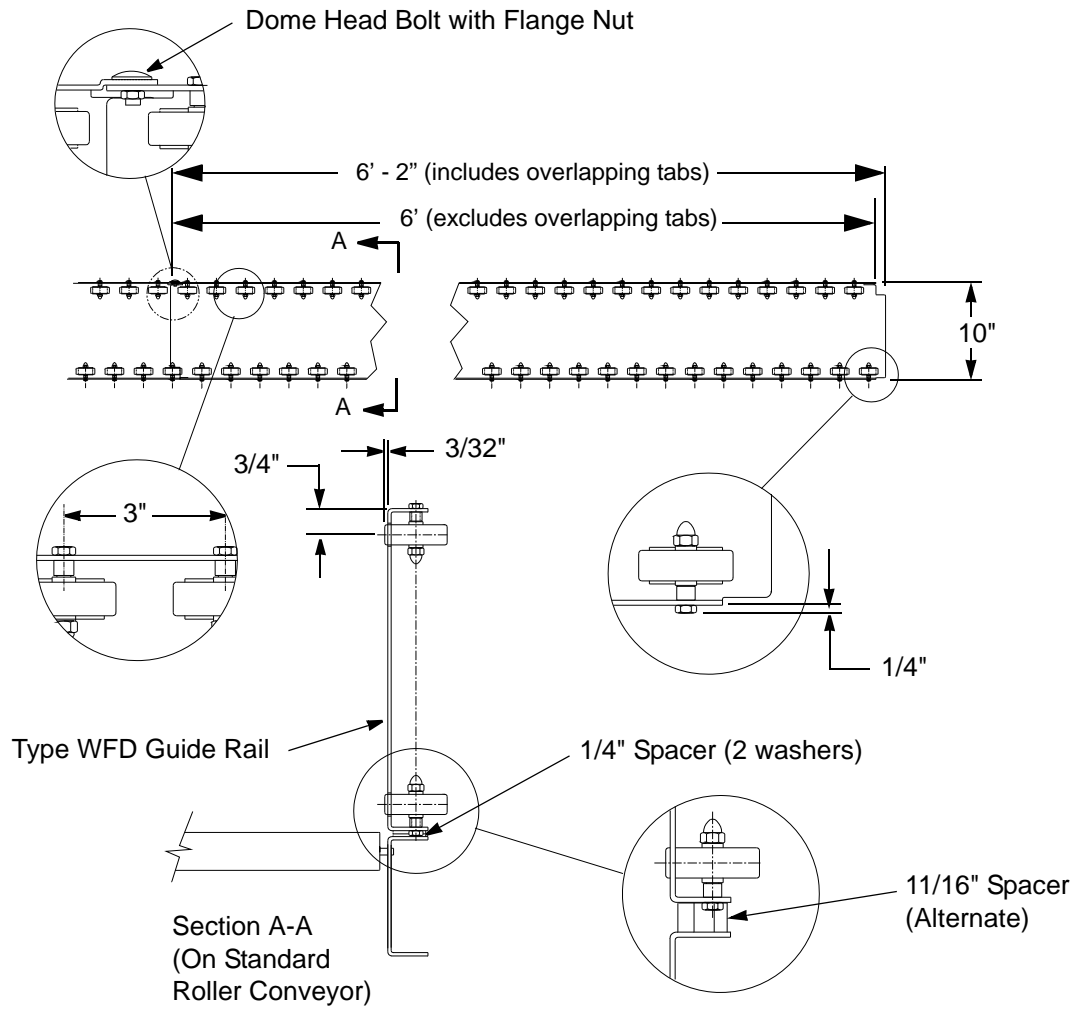 Dome Head Bolt with Flange Nut
6’ - 2” (includes overlapping tabs)
6’ (excludes overlapping tabs)
A
10"
A
3/32"
3/4"
3"
1/4"
Type WFD Guide Rail
1/4" Spacer (2 washers)
11/16" Spacer
(Alternate)
Section A-A
(On Standard
Roller Conveyor)